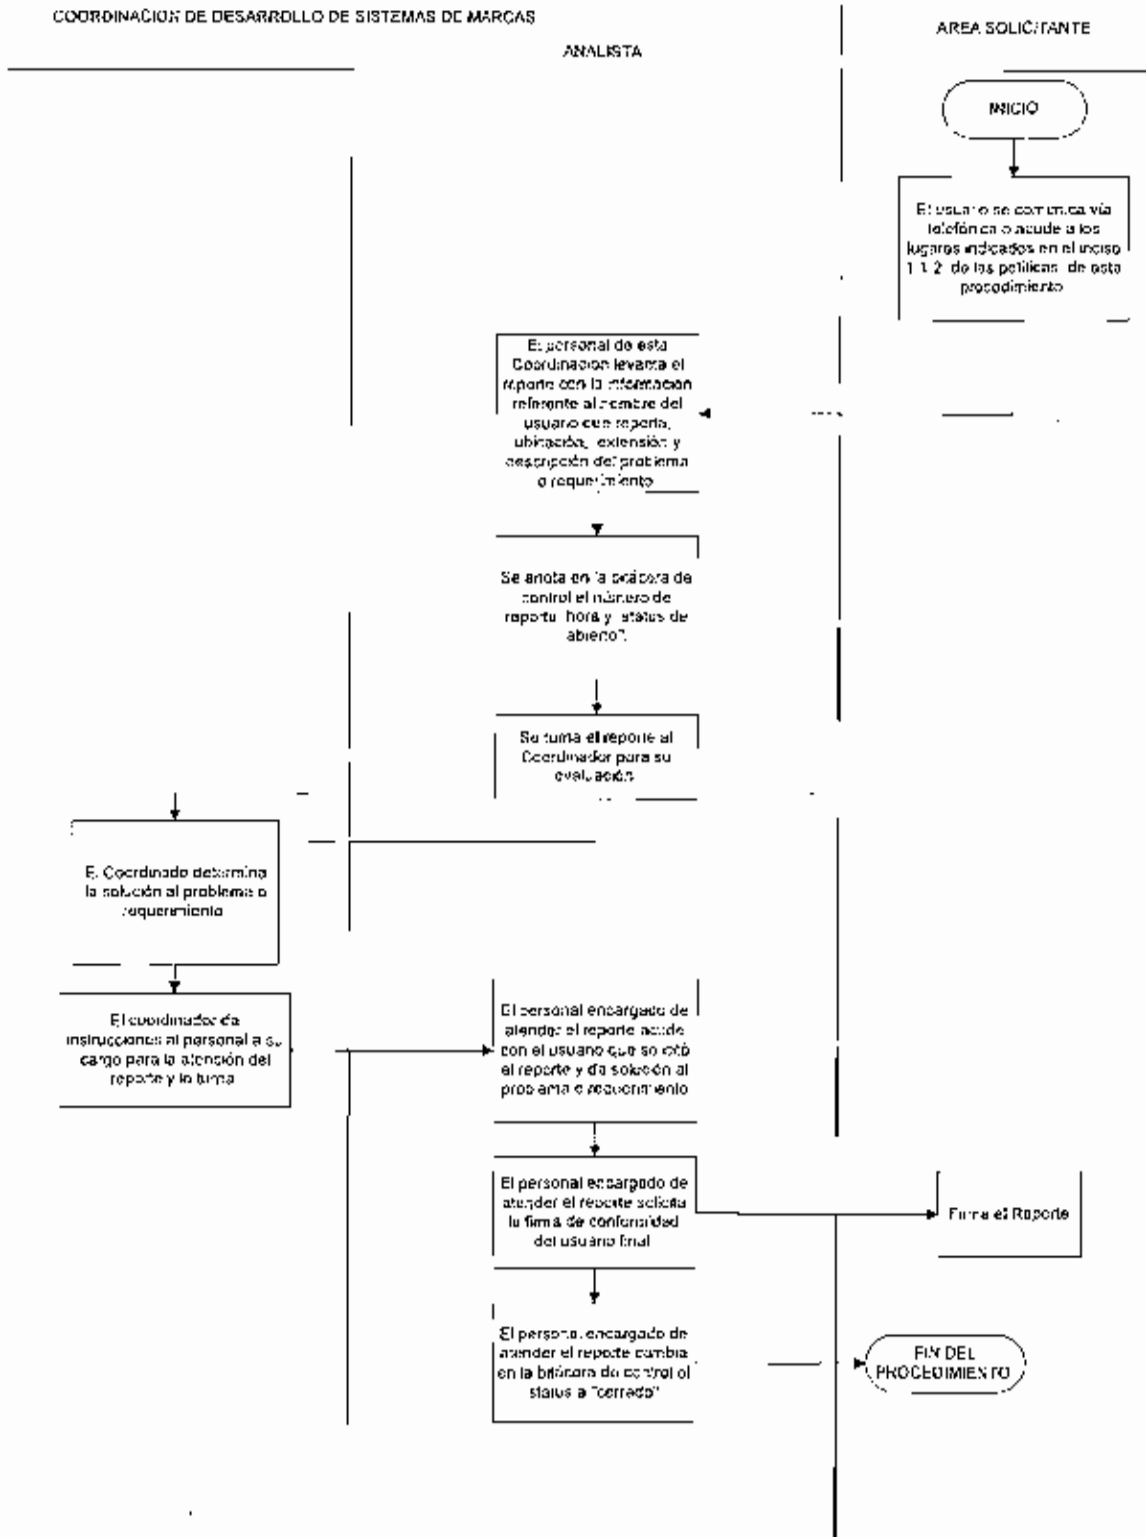 COORDINACION DE DESARROLLO DE SISTEMAS DE MARCAS
ANALISTA
AREA SOLICITANTE
INICIO
El usuario se comunica vía
telefónica o acude a los
lugares indicados en el inciso
1.1.2. de las políticas de este
procedimiento
El personal de esta
Coordinación levanta el
reporte con la información
referente al nombre del
usuario que reporta,
ubicación, extensión y
descripción del problema
o requerimiento
Se anota en la bitácora de
control el número de
reporte, hora y "status de
abierto".
Se turna el reporte al
Coordinador para su
evaluación
El Coordinado determina
la solución al problema o
requerimiento
El coordinador da
instrucciones al personal a su
cargo para la atención del
reporte y lo turna
El personal encargado de
atender el reporte acude
con el usuario que solicitó
el reporte y da solución al
problema o requerimiento
El personal encargado de
atender el reporte solicita
la firma de conformidad
del usuario final
Firma el Reporte
El personal encargado de
atender el reporte cambia
en la bitácora de control el
status a "cerrado"
FIN DEL
PROCEDIMIENTO